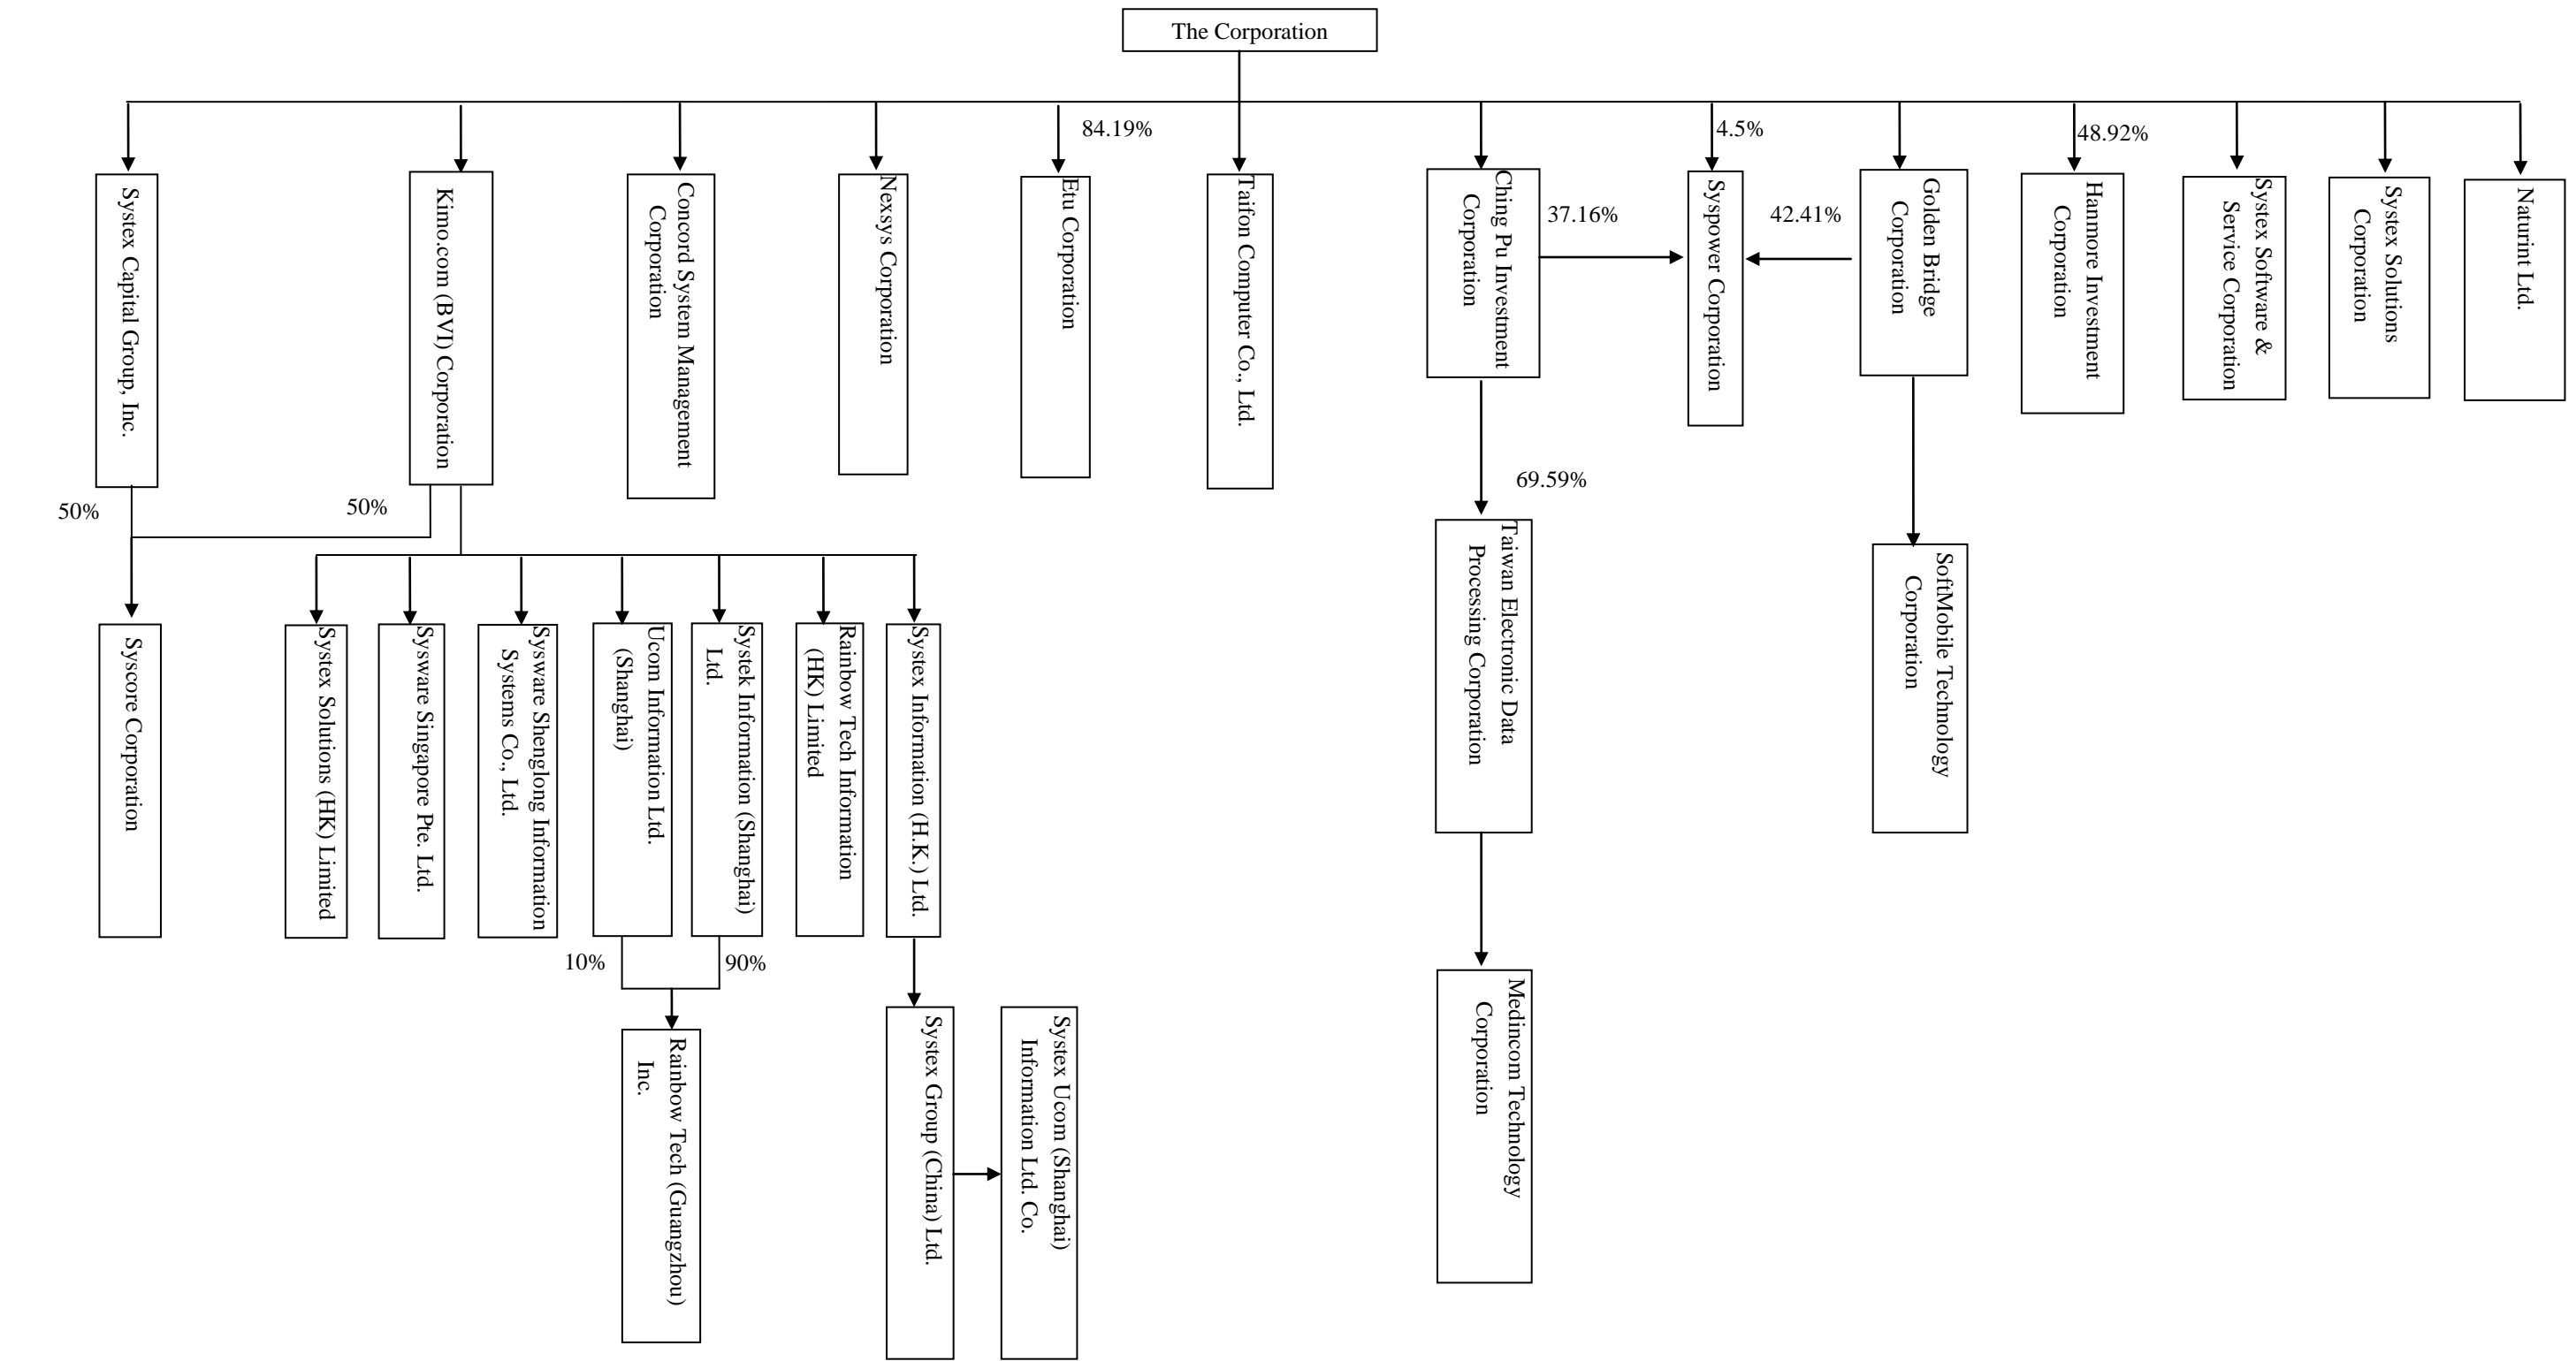 The Corporation
84.19%
4.5%
48.92%
Systex Capital Group, Inc.
Kimo.com (BVI) Corporation
Concord System Management
Corporation
Nexsys Corporation
Etu Corporation
Taifon Computer Co., Ltd.
Ching Pu Investment
Corporation
37.16%
Syspower Corporation
42.41%
Golden Bridge
Corporation
Hanmore Investment
Corporation
Systex Software &
Service Corporation
Systex Solutions
Corporation
Naturint Ltd.
50%
50%
69.59%
Syscore Corporation
Systex Solutions (HK) Limited
Sysware Singapore Pte. Ltd.
Sysware Shenglong Information
Systems Co., Ltd.
Ucom Information Ltd.
(Shanghai)
Systek Information (Shanghai)
Ltd.
Rainbow Tech Information
(HK) Limited
Systex Information (H.K.) Ltd.
Taiwan Electronic Data
Processing Corporation
SoftMobile Technology
Corporation
10%
90%
Rainbow Tech (Guangzhou)
Inc.
Systex Group (China) Ltd.
Systex Ucom (Shanghai)
Information Ltd. Co.
Medincom Technology
Corporation